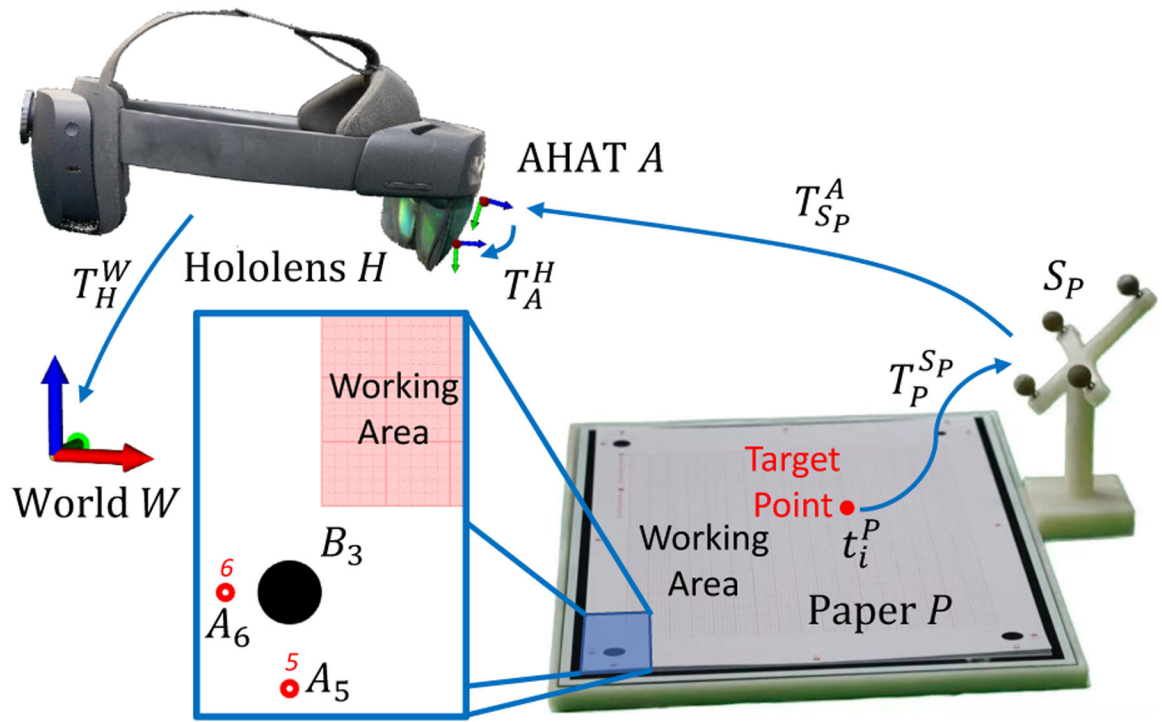 AHAT A
T_{S_P}^{A}
T_H^W
Hololens H
T_A^H
S_P
T_P^{S_P}
Working
Area
World W
Target
Point
t_i^P
Working
Area
Paper P
B_3
6
A_6
5
A_5